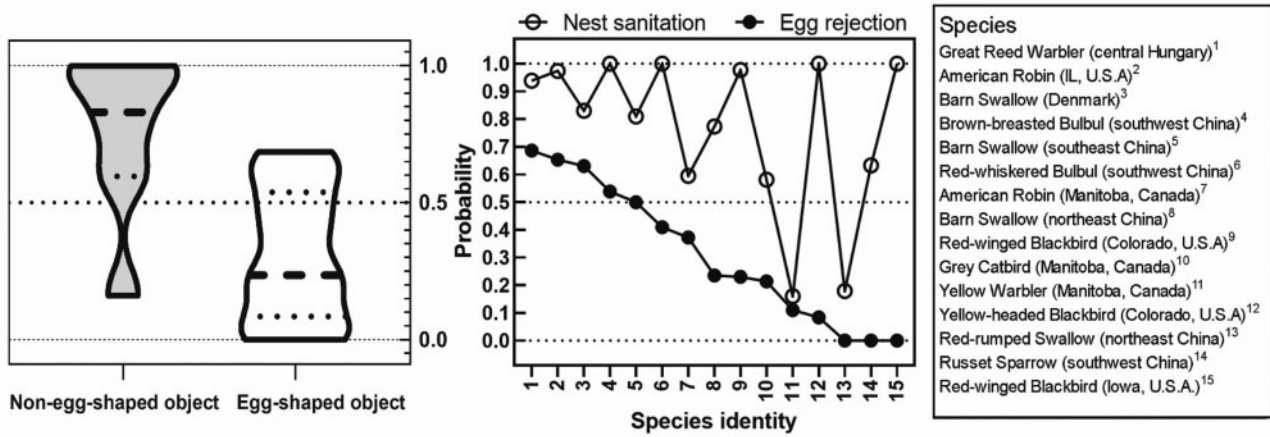 Nest sanitation Egg rejection
1.0
0.5
0.0
Non-egg-shaped object Egg-shaped object
Probability
1.0
0.9
0.8
0.7
0.6
0.5
0.4
0.3
0.2
0.1
0.0
1 2 3 4 5 6 7 8 9 10 11 12 13 14 15
Species identity
Species
Great Reed Warbler (central Hungary)¹
American Robin (IL, U.S.A)²
Barn Swallow (Denmark)³
Brown-breasted Bulbul (southwest China)⁴
Barn Swallow (southeast China)⁵
Red-whiskered Bulbul (southwest China)⁶
American Robin (Manitoba, Canada)⁷
Barn Swallow (northeast China)⁸
Red-winged Blackbird (Colorado, U.S.A)⁹
Grey Catbird (Manitoba, Canada)¹⁰
Yellow Warbler (Manitoba, Canada)¹¹
Yellow-headed Blackbird (Colorado, U.S.A)¹²
Red-rumped Swallow (northeast China)¹³
Russet Sparrow (southwest China)¹⁴
Red-winged Blackbird (Iowa, U.S.A.)¹⁵